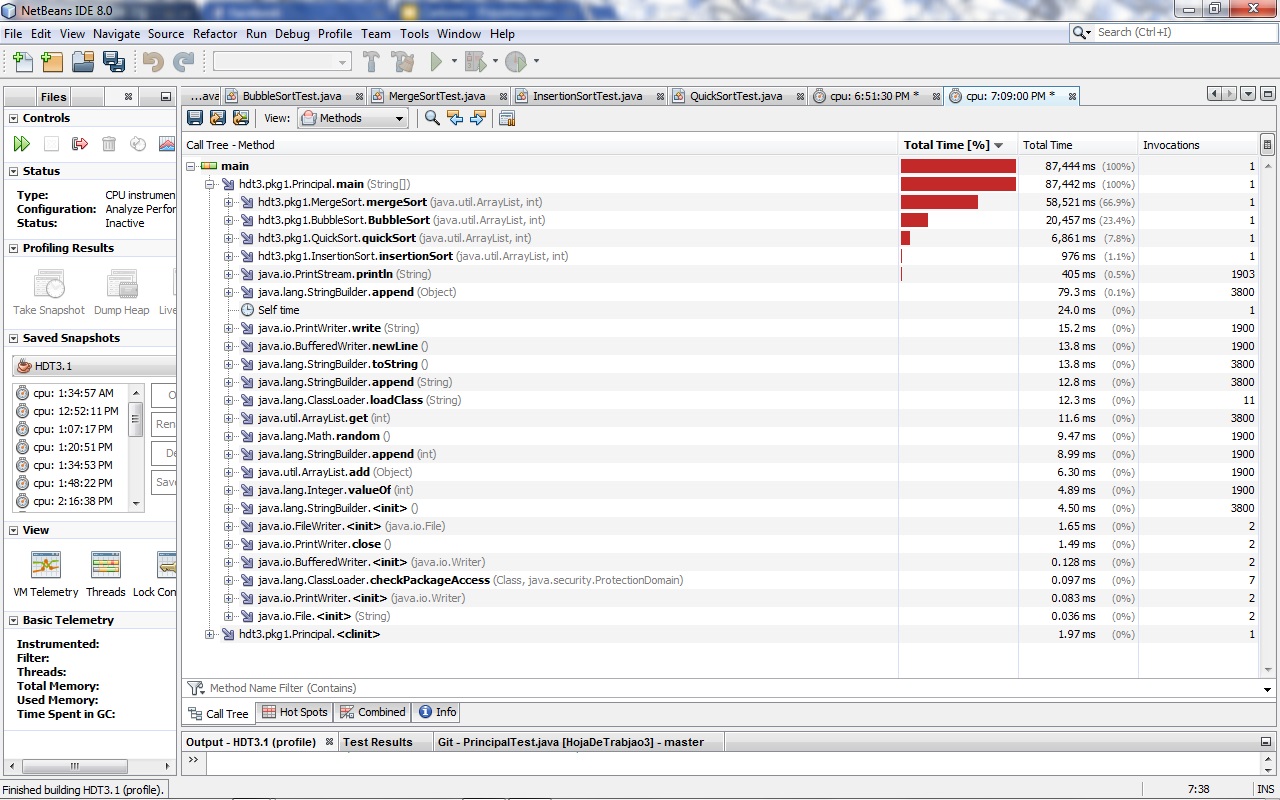 NetBeans IDE 8.0
File Edit View Navigate Source Refactor Run Debug Profile Team Tools Window Help
Search (Ctrl+I)
Files
...ava BubbleSortTest.java MergeSortTest.java InsertionSortTest.java QuickSortTest.java cpu: 6:51:30 PM * cpu: 7:09:00 PM *
Controls
Status
Type: CPU instrumen
Configuration: Analyze Perfor
Status: Inactive
Profiling Results
Take Snapshot Dump Heap Live
Saved Snapshots
HDT3.1
cpu: 1:34:57 AM
cpu: 12:52:11 PM
cpu: 1:07:17 PM
cpu: 1:20:51 PM
cpu: 1:34:53 PM
cpu: 1:48:22 PM
cpu: 2:16:38 PM
O
Ren
De
Save
View
VM Telemetry Threads Lock Con
Basic Telemetry
Instrumented:
Filter:
Threads:
Total Memory:
Used Memory:
Time Spent in GC:
View: Methods
Call Tree - Method Total Time [%] Total Time Invocations
main 87,444 ms (100%) 1
hdt3.pkg1.Principal.main (String[]) 87,442 ms (100%) 1
hdt3.pkg1.MergeSort.mergeSort (java.util.ArrayList, int) 58,521 ms (66.9%) 1
hdt3.pkg1.BubbleSort.BubbleSort (java.util.ArrayList, int) 20,457 ms (23.4%) 1
hdt3.pkg1.QuickSort.quickSort (java.util.ArrayList, int) 6,861 ms (7.8%) 1
hdt3.pkg1.InsertionSort.insertionSort (java.util.ArrayList, int) 976 ms (1.1%) 1
java.io.PrintStream.println (String) 405 ms (0.5%) 1903
java.lang.StringBuilder.append (Object) 79.3 ms (0.1%) 3800
Self time 24.0 ms (0%) 1
java.io.PrintWriter.write (String) 15.2 ms (0%) 1900
java.io.BufferedWriter.newLine () 13.8 ms (0%) 1900
java.lang.StringBuilder.toString () 13.8 ms (0%) 3800
java.lang.StringBuilder.append (String) 12.8 ms (0%) 3800
java.lang.ClassLoader.loadClass (String) 12.3 ms (0%) 11
java.util.ArrayList.get (int) 11.6 ms (0%) 3800
java.lang.Math.random () 9.47 ms (0%) 1900
java.lang.StringBuilder.append (int) 8.99 ms (0%) 1900
java.util.ArrayList.add (Object) 6.30 ms (0%) 1900
java.lang.Integer.valueOf (int) 4.89 ms (0%) 1900
java.lang.StringBuilder.<init> () 4.50 ms (0%) 3800
java.io.FileWriter.<init> (java.io.File) 1.65 ms (0%) 2
java.io.PrintWriter.close () 1.49 ms (0%) 2
java.io.BufferedWriter.<init> (java.io.Writer) 0.128 ms (0%) 2
java.lang.ClassLoader.checkPackageAccess (Class, java.security.ProtectionDomain) 0.097 ms (0%) 7
java.io.PrintWriter.<init> (java.io.Writer) 0.083 ms (0%) 2
java.io.File.<init> (String) 0.036 ms (0%) 2
hdt3.pkg1.Principal.<clinit> 1.97 ms (0%) 1
Method Name Filter (Contains)
Call Tree Hot Spots Combined Info
Output - HDT3.1 (profile) Test Results Git - PrincipalTest.java [HojaDeTrabjao3] - master
>>
Finished building HDT3.1 (profile). 7:38 INS